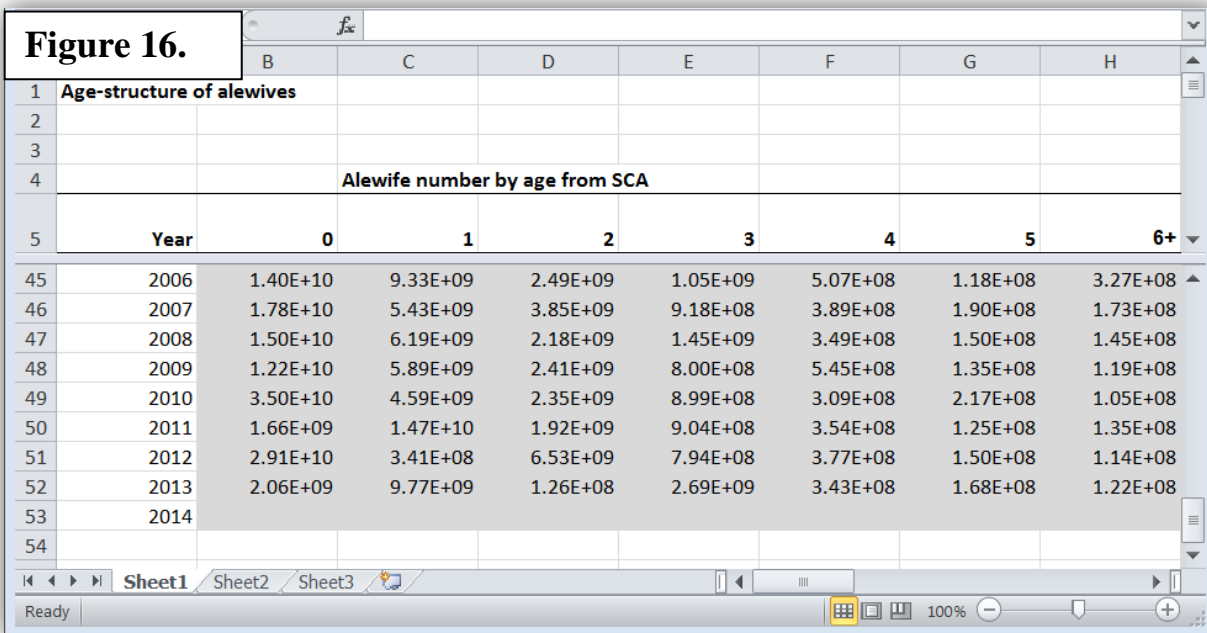 Figure 16.
fx
B C D E F G H
1 Age-structure of alewives
2
3
4 Alewife number by age from SCA
5 Year 0 1 2 3 4 5 6+
45 2006 1.40E+10 9.33E+09 2.49E+09 1.05E+09 5.07E+08 1.18E+08 3.27E+08
46 2007 1.78E+10 5.43E+09 3.85E+09 9.18E+08 3.89E+08 1.90E+08 1.73E+08
47 2008 1.50E+10 6.19E+09 2.18E+09 1.45E+09 3.49E+08 1.50E+08 1.45E+08
48 2009 1.22E+10 5.89E+09 2.41E+09 8.00E+08 5.45E+08 1.35E+08 1.19E+08
49 2010 3.50E+10 4.59E+09 2.35E+09 8.99E+08 3.09E+08 2.17E+08 1.05E+08
50 2011 1.66E+09 1.47E+10 1.92E+09 9.04E+08 3.54E+08 1.25E+08 1.35E+08
51 2012 2.91E+10 3.41E+08 6.53E+09 7.94E+08 3.77E+08 1.50E+08 1.14E+08
52 2013 2.06E+09 9.77E+09 1.26E+08 2.69E+09 3.43E+08 1.68E+08 1.22E+08
53 2014
54
Sheet1 Sheet2 Sheet3
Ready 100%